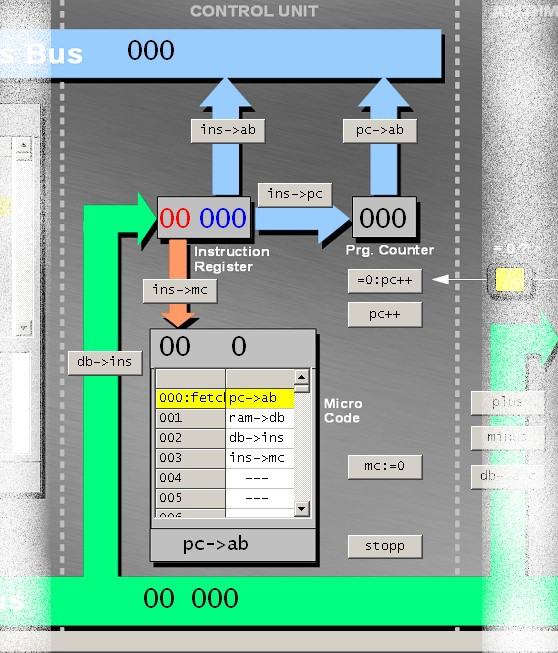 CONTROL UNIT
s Bus 000
ins->ab
pc->ab
ins->pc
00 000
000
Instruction
Register
Prg. Counter
= 0 ?
ins->mc
=0:pc++
pc++
00 0
db->ins
000:fetch pc->ab
001 ram->db
002 db->ins
003 ins->mc
004 ---
005 ---
006
Micro
Code
plus
minus
mc:=0
pc->ab
stopp
us 00 000